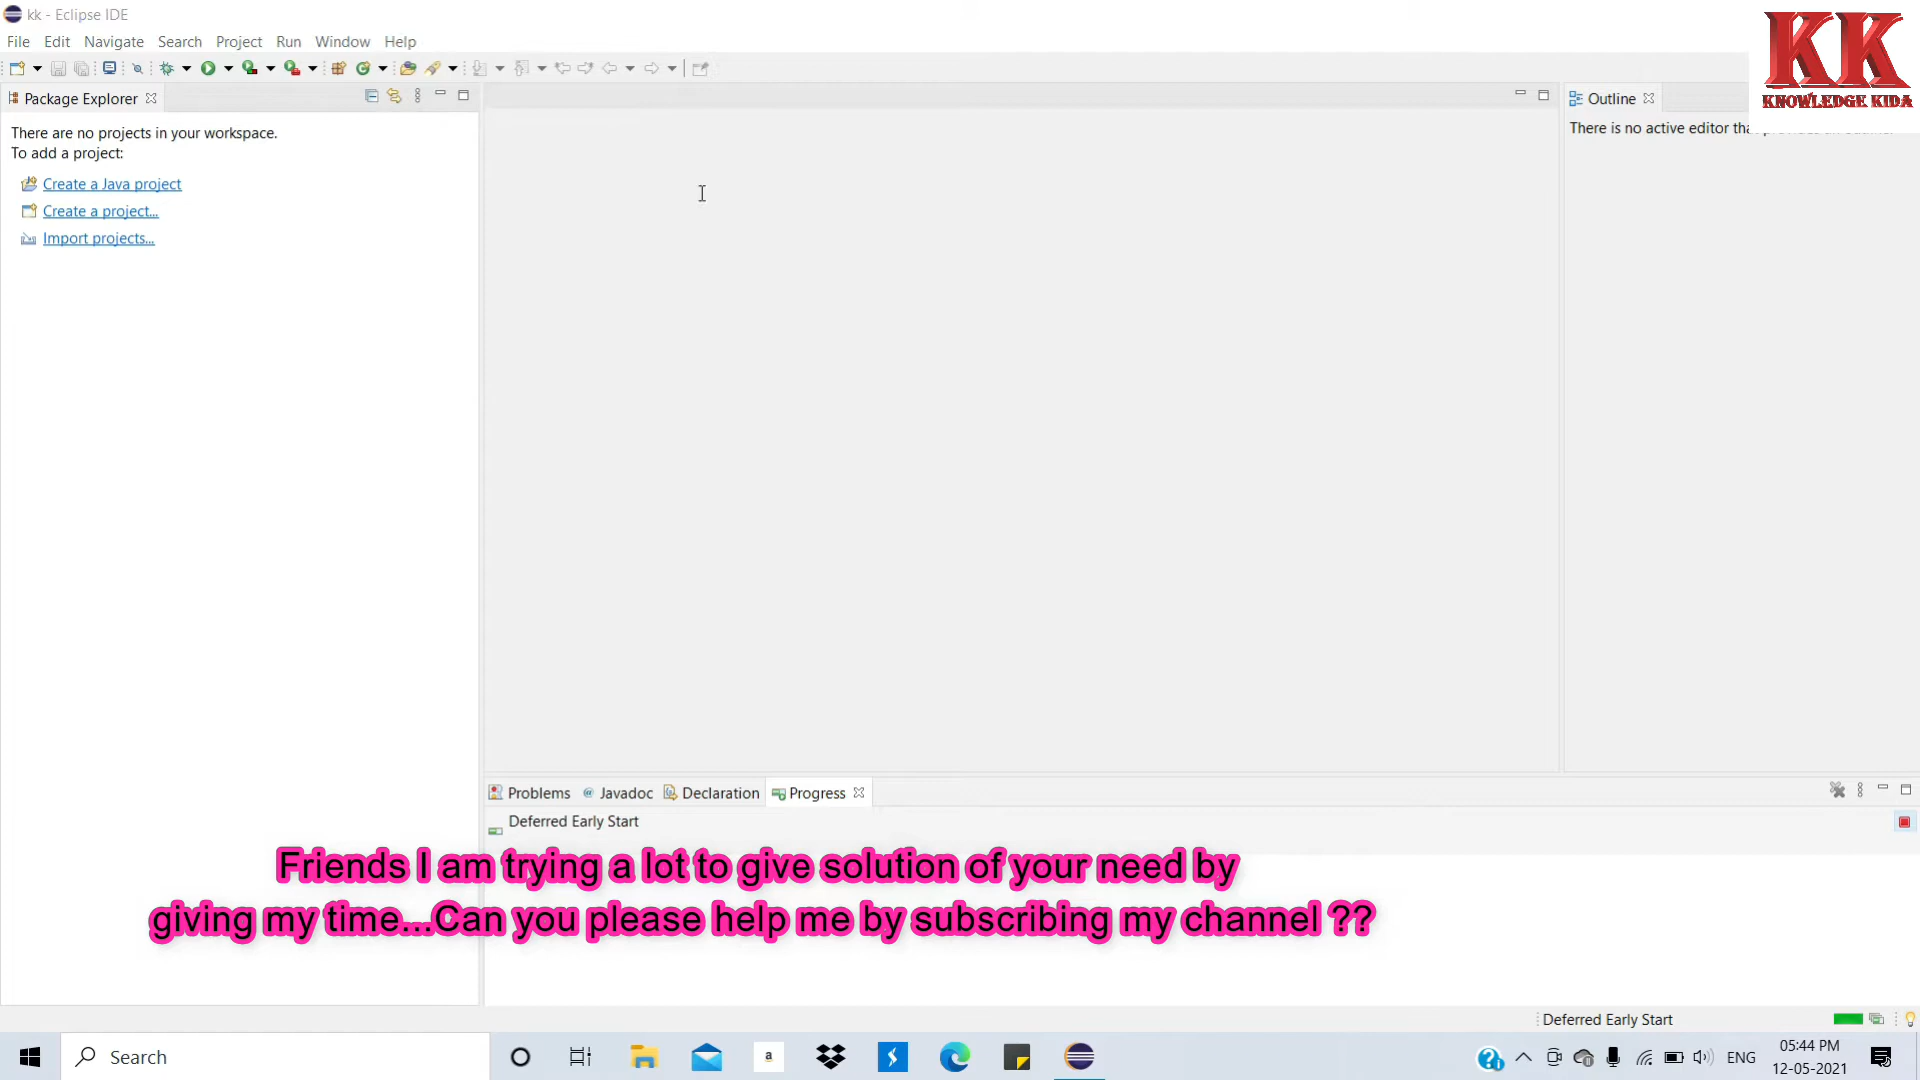 kk - Eclipse IDE
File Edit Navigate Search Project Run Window Help
KK
KNOWLEDGE KIDA
Package Explorer
Outline
There are no projects in your workspace.
To add a project:
Create a Java project
Create a project...
Import projects...
There is no active editor tha
Problems @ Javadoc Declaration Progress
Deferred Early Start
Friends I am trying a lot to give solution of your need by
giving my time...Can you please help me by subscribing my channel ??
Deferred Early Start
Search
a
ENG
05:44 PM
12-05-2021